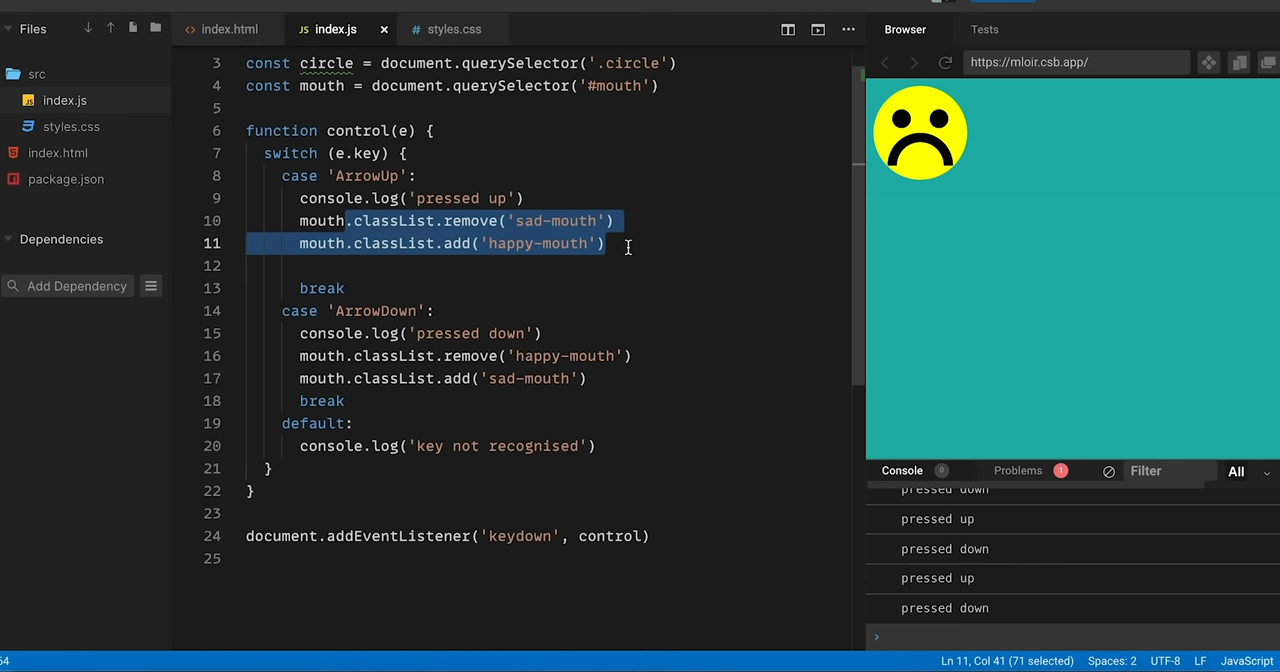 Files
index.html
JS index.js ×
# styles.css
Browser
Tests
https://mloir.csb.app/
src
JS index.js
styles.css
index.html
package.json
Dependencies
Add Dependency
3 const circle = document.querySelector('.circle')
4 const mouth = document.querySelector('#mouth')
5
6 function control(e) {
7 switch (e.key) {
8 case 'ArrowUp':
9 console.log('pressed up')
10 mouth.classList.remove('sad-mouth')
11 mouth.classList.add('happy-mouth')
12
13 break
14 case 'ArrowDown':
15 console.log('pressed down')
16 mouth.classList.remove('happy-mouth')
17 mouth.classList.add('sad-mouth')
18 break
19 default:
20 console.log('key not recognised')
21 }
22 }
23
24 document.addEventListener('keydown', control)
25
Console 0
Problems 1
Filter
All
pressed down
pressed up
pressed down
pressed up
pressed down
64
Ln 11, Col 41 (71 selected) Spaces: 2 UTF-8 LF JavaScript